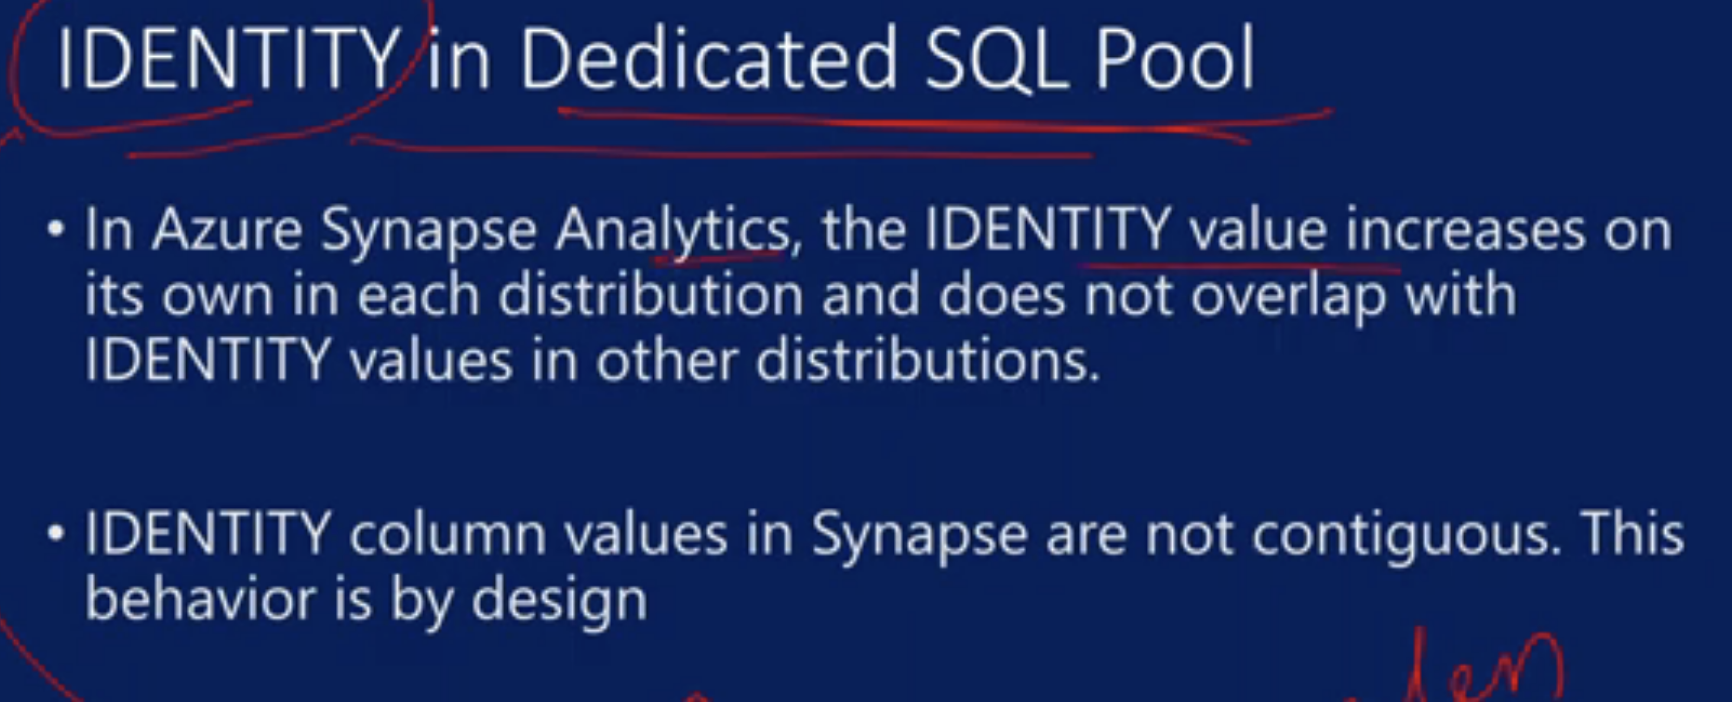 IDENTITY in Dedicated SQL Pool
• In Azure Synapse Analytics, the IDENTITY value increases on
its own in each distribution and does not overlap with
IDENTITY values in other distributions.
• IDENTITY column values in Synapse are not contiguous. This
behavior is by design